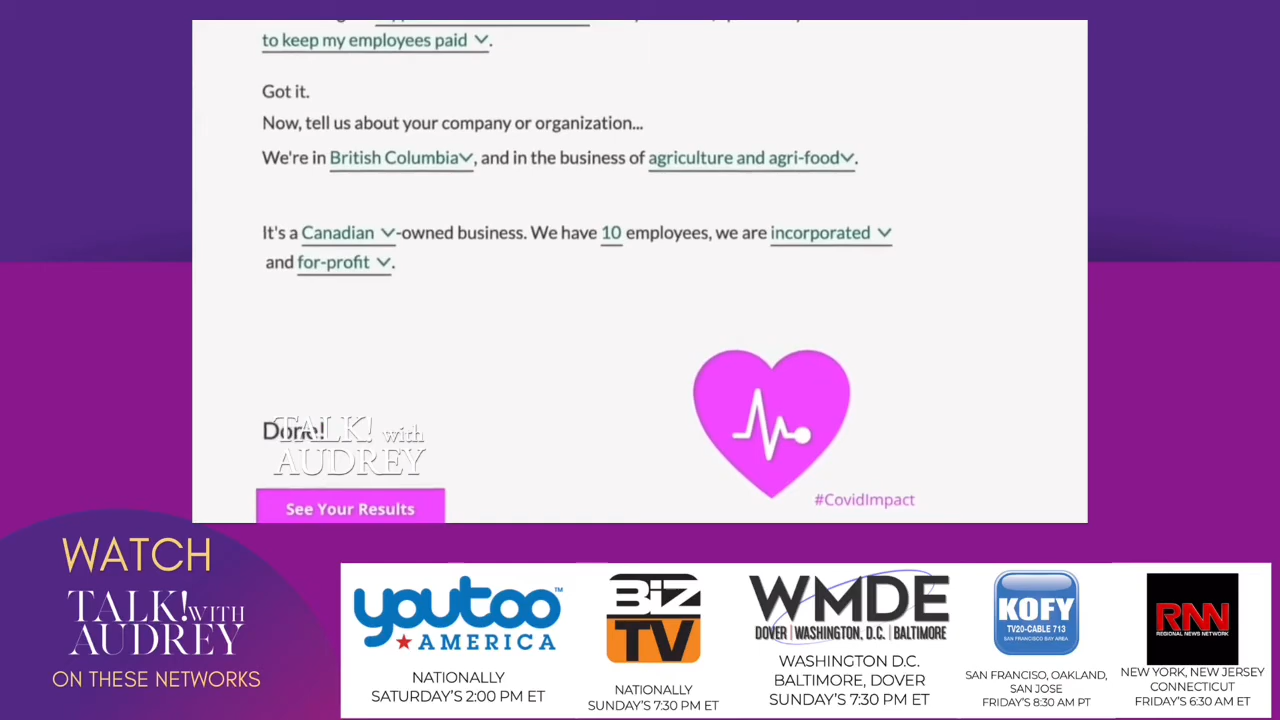 to keep my employees paid.
Got it.
Now, tell us about your company or organization...
We're in British Columbia, and in the business of agriculture and agri-food.
It's a Canadian-owned business. We have 10 employees, we are incorporated
and for-profit.
Done!
TALK! with
AUDREY
See Your Results
#CovidImpact
WATCH
TALK! WITH
AUDREY
ON THESE NETWORKS
youtoo™
AMERICA
NATIONALLY
SATURDAY'S 2:00 PM ET
BiZ
TV
NATIONALLY
SUNDAY'S 7:30 PM ET
WMDE
DOVER | WASHINGTON, D.C. | BALTIMORE
WASHINGTON D.C.
BALTIMORE, DOVER
SUNDAY'S 7:30 PM ET
KOFY
TV20-CABLE 713
SAN FRANCISCO BAY AREA
SAN FRANCISO, OAKLAND,
SAN JOSE
FRIDAY'S 8:30 AM PT
RNN
REGIONAL NEWS NETWORK
NEW YORK, NEW JERSEY
CONNECTICUT
FRIDAY'S 6:30 AM ET